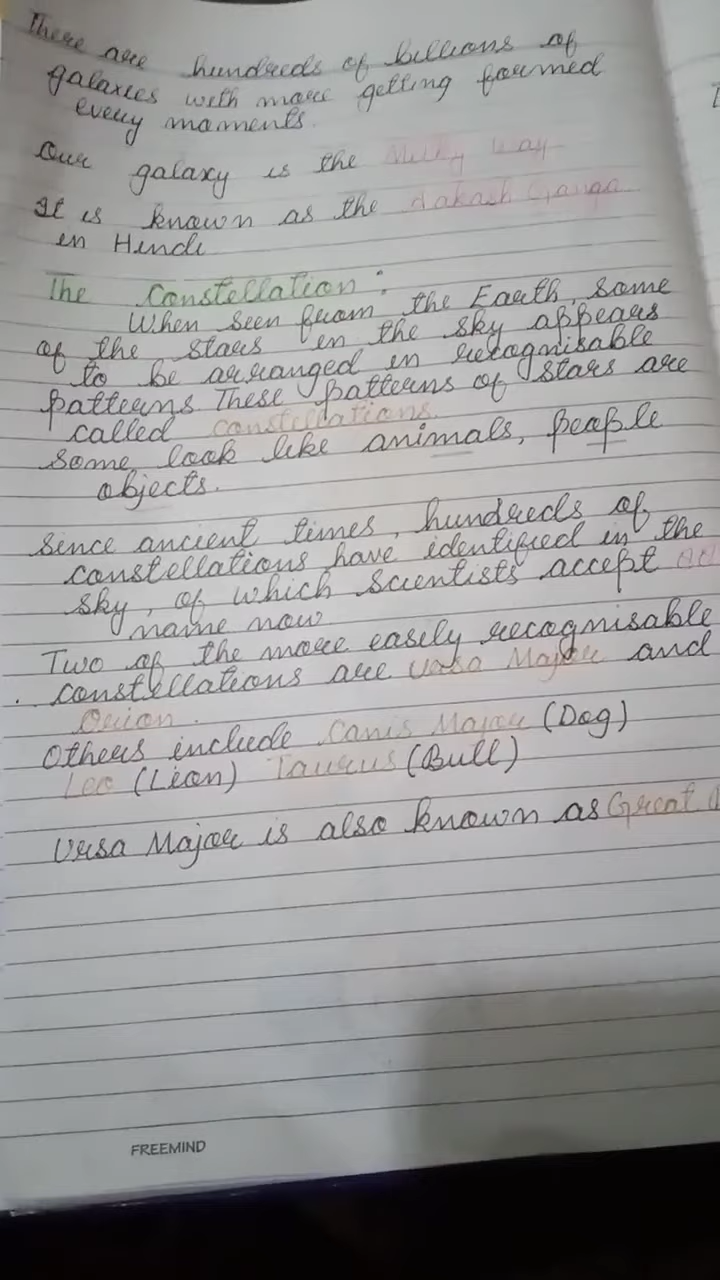 There are hundreds of billions of
galaxies with more getting formed
every moments.
Our galaxy is the Milky Way
It is known as the Aakash Ganga
in Hindi
The Constellation:
When seen from the Earth, some
of the stars in the sky appears
to be arranged in recognisable
patterns. These patterns of stars are
called constellations.
Some look like animals, people
objects.
Since ancient times, hundreds of
constellations have identified in the
sky, of which scientists accept
name now
Two of the more easily recognisable
constellations are Ursa Major and
Orion.
Others include Canis Major (Dog)
Leo (Lion) Taurus (Bull)
Ursa Major is also known as Great
FREEMIND